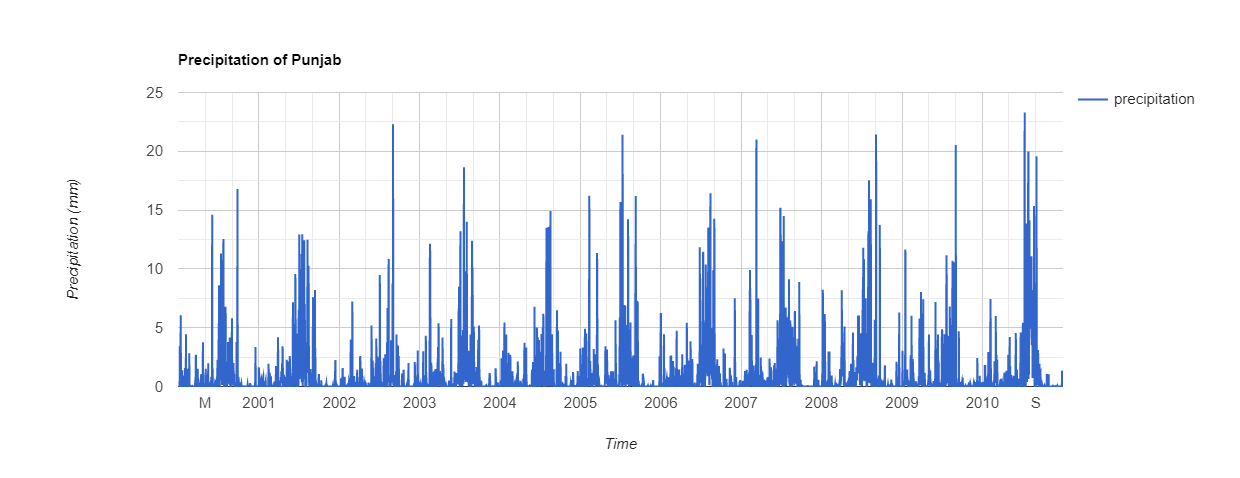 Precipitation of Punjab
25
20
15
10
5
0
Precipitation (mm)
M 2001 2002 2003 2004 2005 2006 2007 2008 2009 2010 S
Time
precipitation